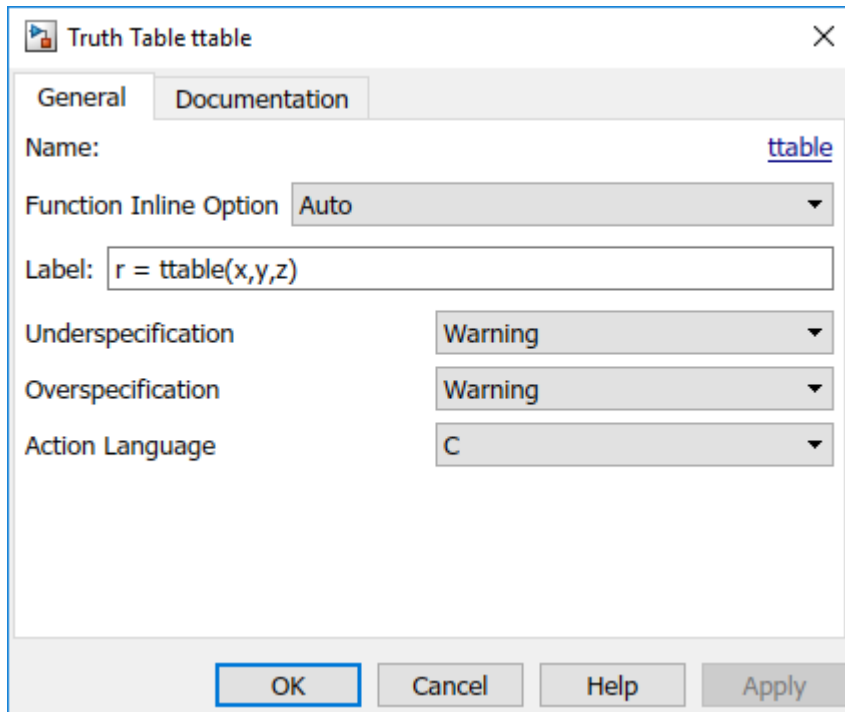 Truth Table ttable
General Documentation
Name: ttable
Function Inline Option Auto
Label: r = ttable(x,y,z)
Underspecification Warning
Overspecification Warning
Action Language C
OK Cancel Help Apply